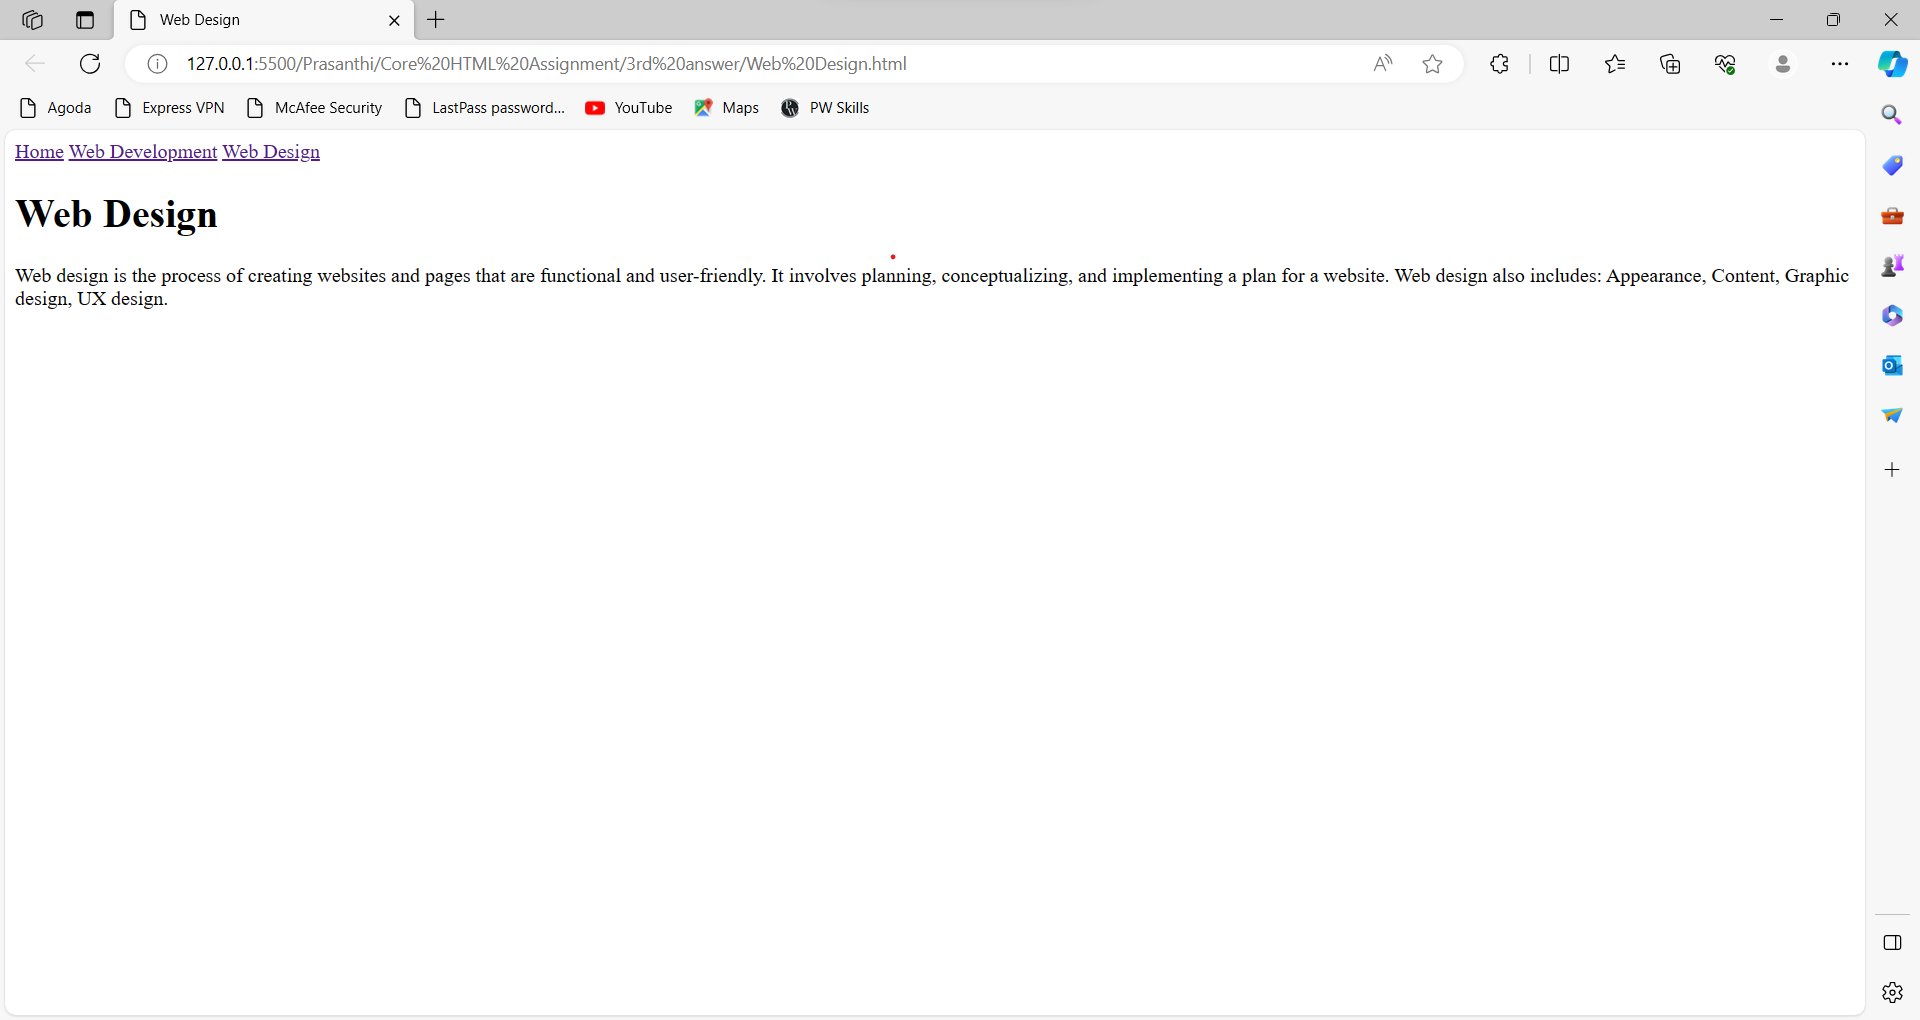 Web Design
127.0.0.1:5500/Prasanthi/Core%20HTML%20Assignment/3rd%20answer/Web%20Design.html
Agoda Express VPN McAfee Security LastPass password... YouTube Maps PW Skills
Home Web Development Web Design
Web Design
Web design is the process of creating websites and pages that are functional and user-friendly. It involves planning, conceptualizing, and implementing a plan for a website. Web design also includes: Appearance, Content, Graphic
design, UX design.